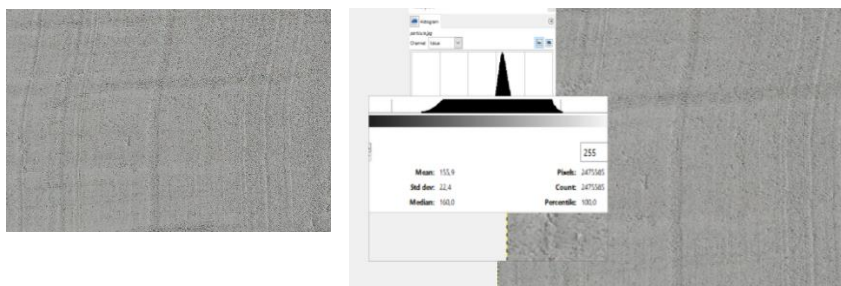 Histogram
Channel: Value
255
Mean: 155,9 Pixels: 2475585
Std dev: 22,4 Count: 2475585
Median: 160,0 Percentile: 100,0